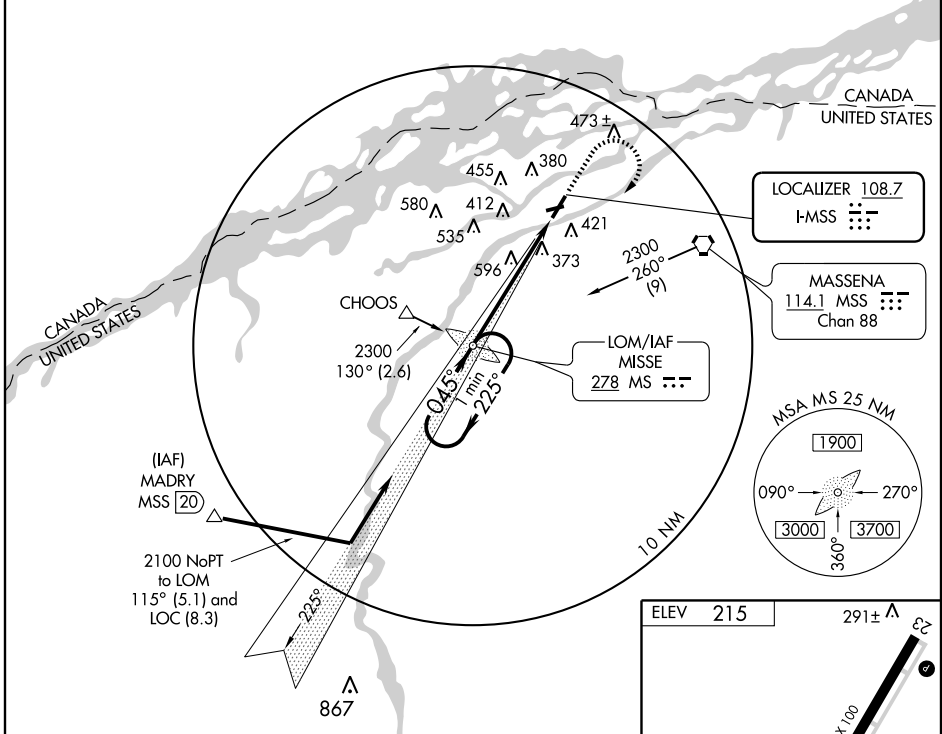 CANADA
UNITED STATES
473 ±
455
380
580
412
535
421
596
373
LOCALIZER 108.7
I-MSS
2300
260°
(9)
MASSENA
114.1 MSS
Chan 88
CHOOS
2300
130° (2.6)
CANADA
UNITED STATES
LOM/IAF
MISSE
278 MS
045°
1 min
225°
MSA MS 25 NM
1900
090°
270°
3000
3700
360°
(IAF)
MADRY
MSS 20
2100 NoPT
to LOM
115° (5.1) and
LOC (8.3)
225°
10 NM
867
ELEV 215
291±
23
P
X 100